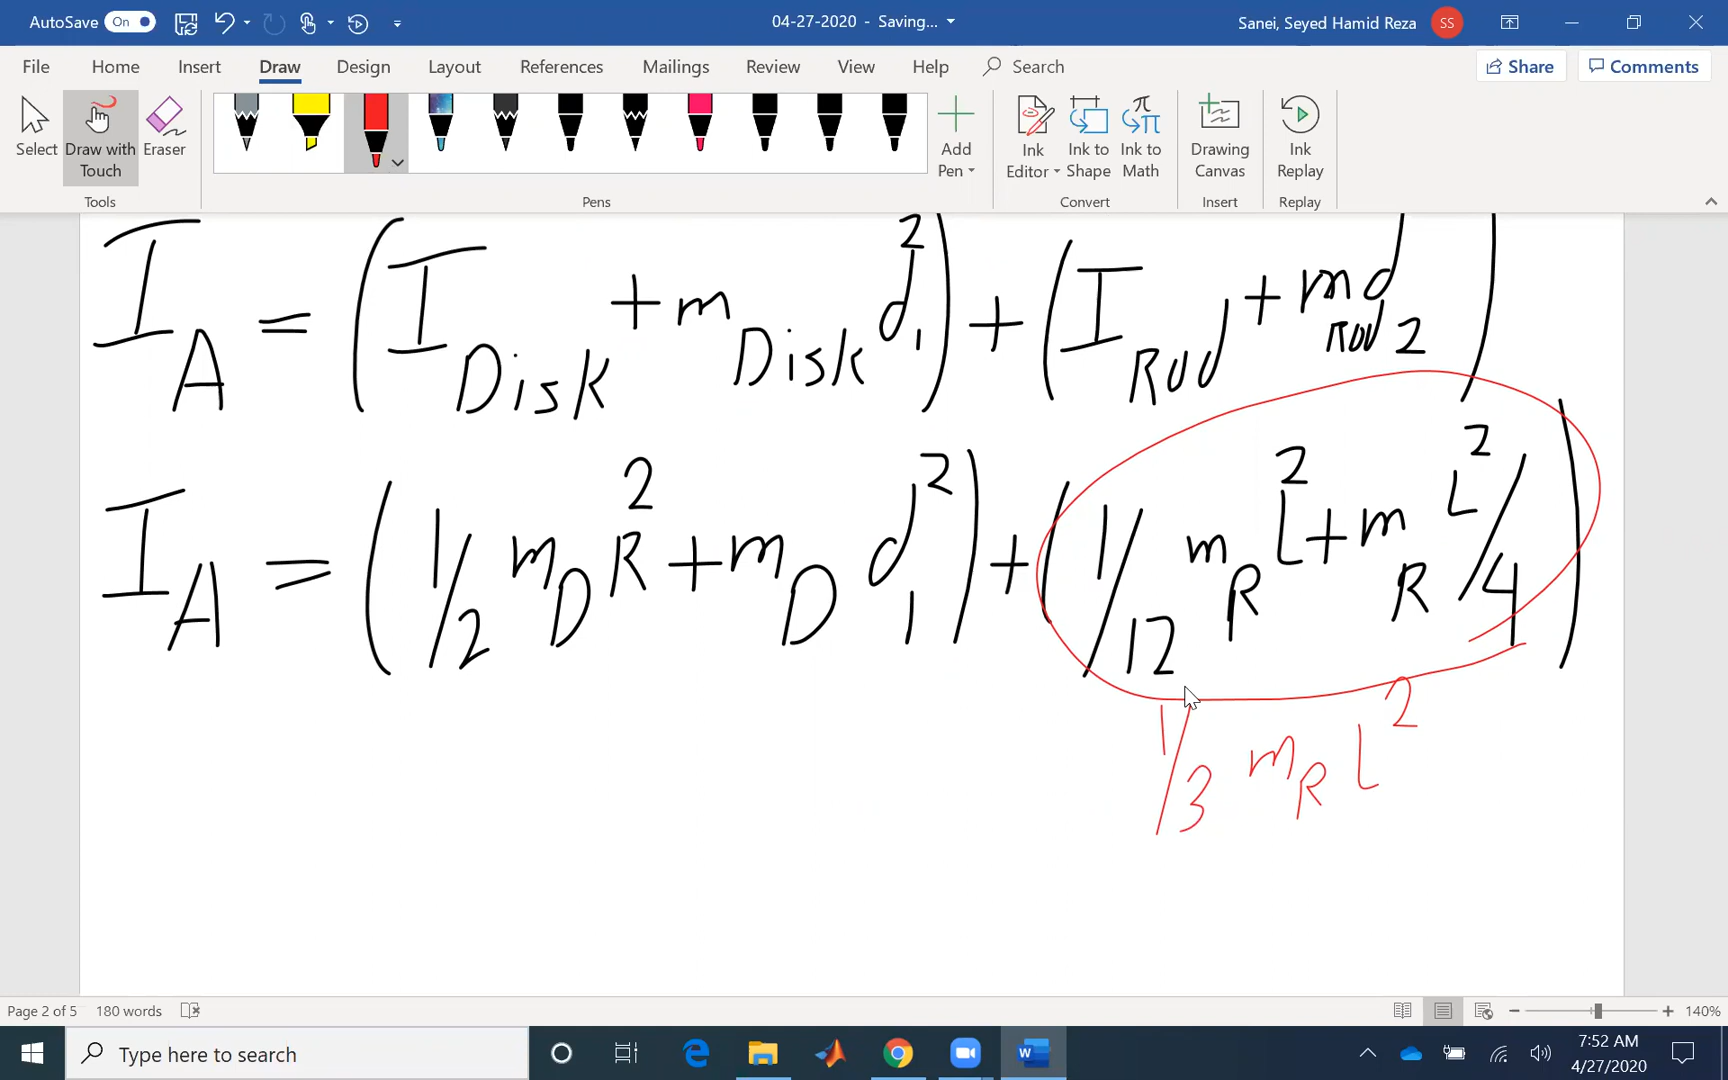 AutoSave On 04-27-2020 - Saving... Sanei, Seyed Hamid Reza SS
File Home Insert Draw Design Layout References Mailings Review View Help Search Share Comments
Select Draw with Touch Eraser Add Pen Ink Editor Ink to Shape Ink to Math Drawing Canvas Ink Replay
Tools Pens Convert Insert Replay
I_A = (I_Disk + m_Disk d_1^2) + (I_Rod + m_Rod d_2)
I_A = (1/2 m_D R^2 + m_D d_1^2) + (1/12 m_R L^2 + m_R L^2/4)
1/3 m_R L^2
Page 2 of 5 180 words 140%
Type here to search 7:52 AM
4/27/2020